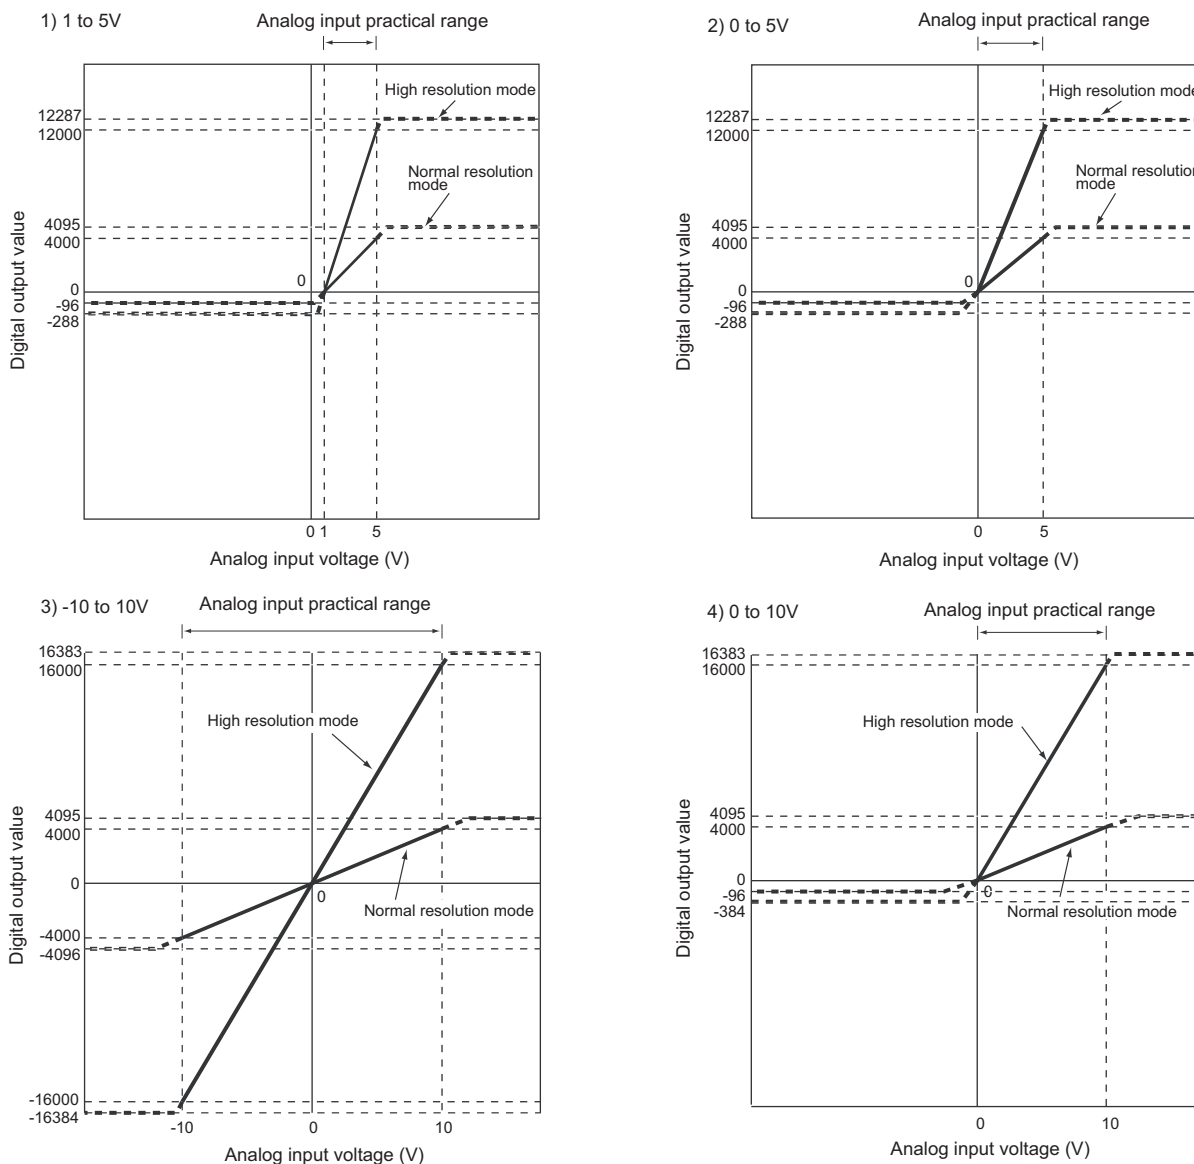 1) 1 to 5V
Analog input practical range
High resolution mode
12287
12000
Normal resolution
mode
4095
4000
0
0
-96
-288
Digital output value
0 1
5
Analog input voltage (V)
2) 0 to 5V
Analog input practical range
High resolution mode
12287
12000
Normal resolution
mode
4095
4000
0
0
-96
-288
Digital output value
0
5
Analog input voltage (V)
3) -10 to 10V
Analog input practical range
16383
16000
High resolution mode
4095
4000
0
0
Normal resolution mode
-4000
-4096
Digital output value
-16000
-16384
-10
0
10
Analog input voltage (V)
4) 0 to 10V
Analog input practical range
16383
16000
High resolution mode
4095
4000
0
0
-96
-384
Normal resolution mode
Digital output value
0
10
Analog input voltage (V)